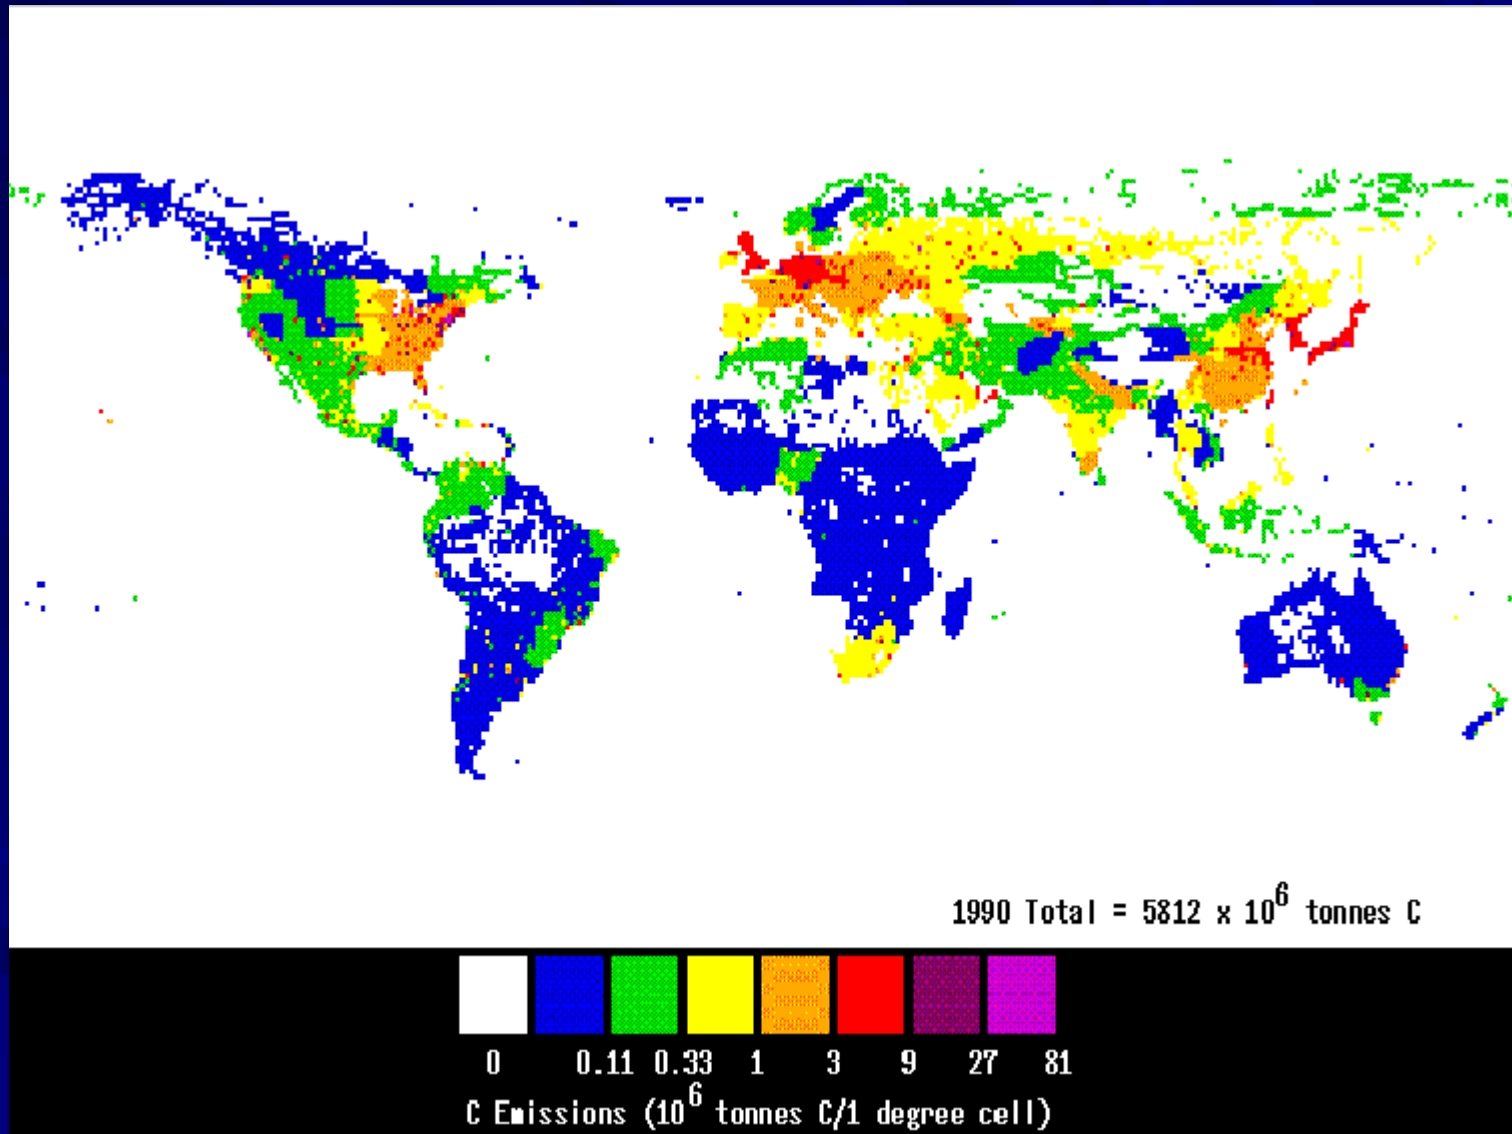 1990 Total = 5812 x 10⁶ tonnes C
0 0.11 0.33 1 3 9 27 81
C Emissions (10⁶ tonnes C/1 degree cell)